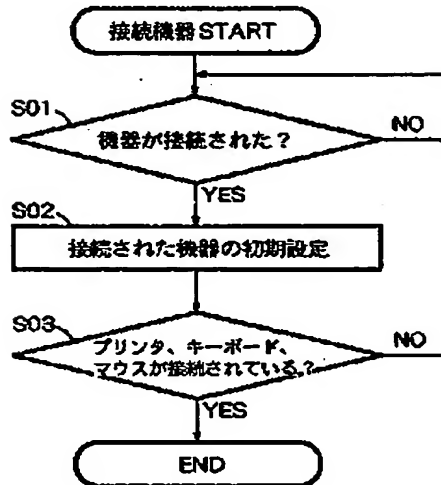 接続機器START
S01
機器が接続された?
NO
YES
S02
接続された機器の初期設定
S03
プリンタ、キーボード、
マウスが接続されている?
NO
YES
END